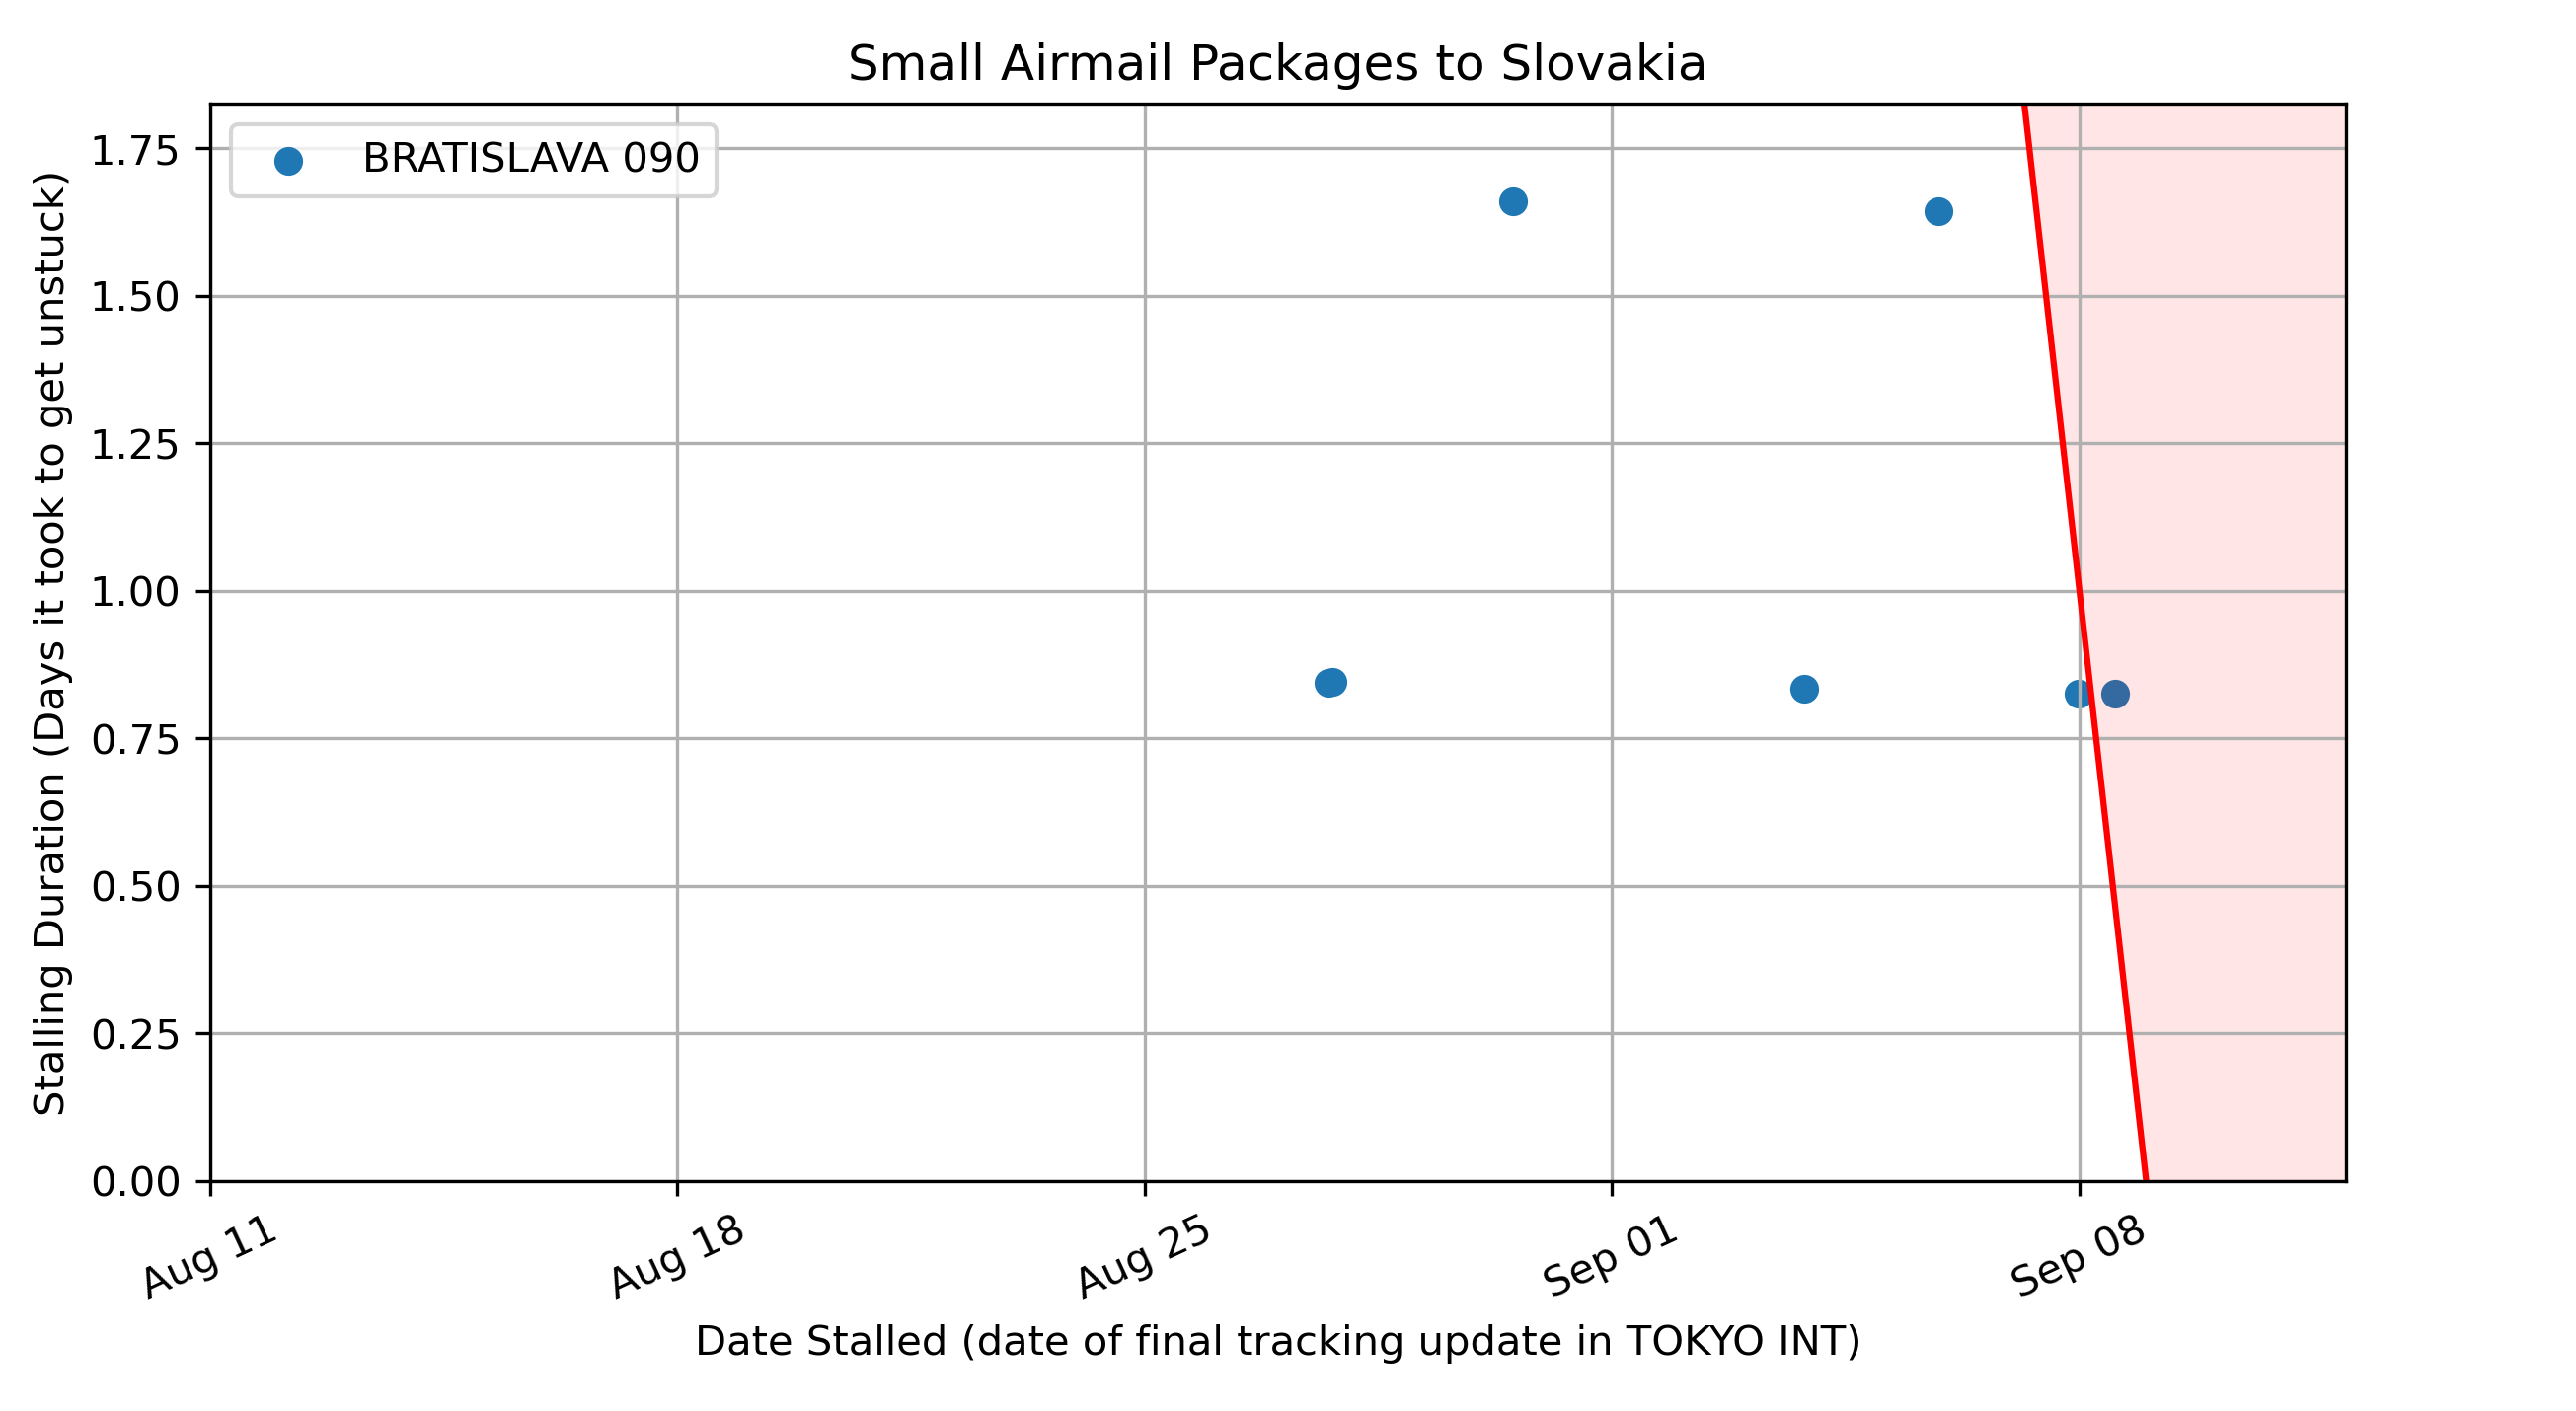 Small Airmail Packages to Slovakia
BRATISLAVA 090
Stalling Duration (Days it took to get unstuck)
1.75
1.50
1.25
1.00
0.75
0.50
0.25
0.00
Aug 11
Aug 18
Aug 25
Sep 01
Sep 08
Date Stalled (date of final tracking update in TOKYO INT)